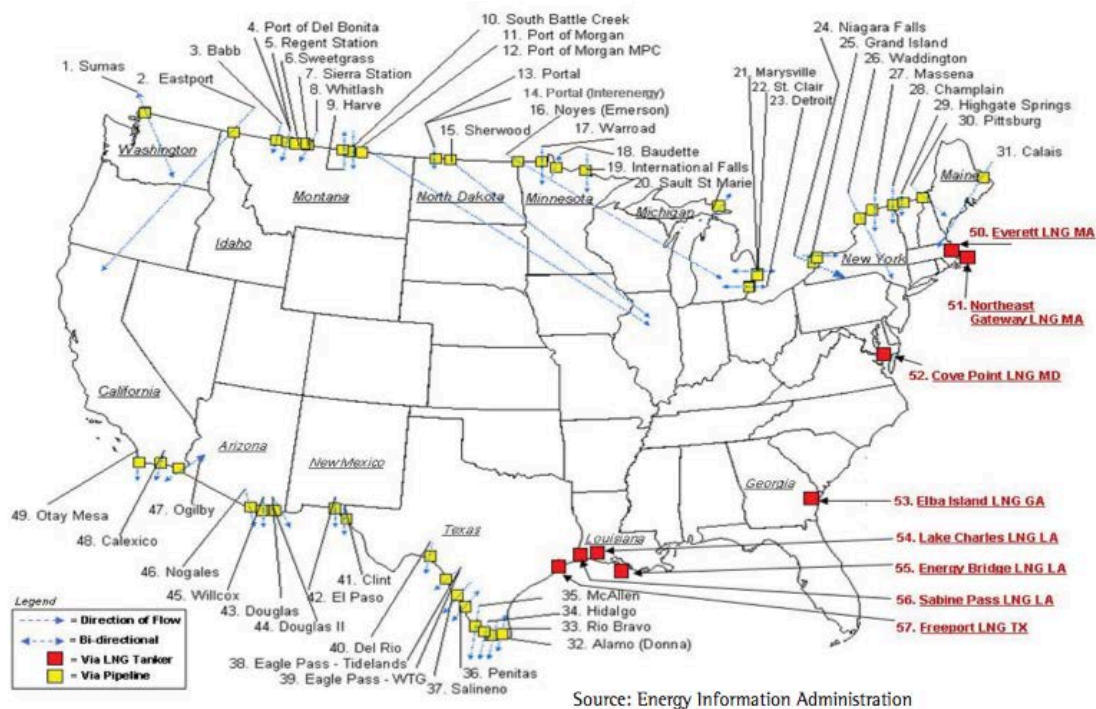 1. Sumas
2. Eastport
3. Babb
4. Port of Del Bonita
5. Regent Station
6. Sweetgrass
7. Sierra Station
8. Whitlash
9. Harve
10. South Battle Creek
11. Port of Morgan
12. Port of Morgan MPC
13. Portal
14. Portal (Interenergy)
15. Sherwood
16. Noyes (Emerson)
17. Warroad
18. Baudette
19. International Falls
20. Sault St Marie
21. Marysville
22. St. Clair
23. Detroit
24. Niagara Falls
25. Grand Island
26. Waddington
27. Massena
28. Champlain
29. Highgate Springs
30. Pittsburg
31. Calais
Washington
Montana
North Dakota
Minnesota
Michigan
Maine
Idaho
New York
California
Arizona
New Mexico
Texas
Louisiana
Georgia
50. Everett LNG MA
51. Northeast
Gateway LNG MA
52. Cove Point LNG MD
53. Elba Island LNG GA
54. Lake Charles LNG LA
55. Energy Bridge LNG LA
56. Sabine Pass LNG LA
57. Freeport LNG TX
49. Otay Mesa
48. Calexico
47. Ogilby
46. Nogales
45. Willcox
43. Douglas
44. Douglas II
42. El Paso
41. Clint
40. Del Rio
38. Eagle Pass - Tidelands
39. Eagle Pass - WTG
37. Salineno
36. Penitas
35. McAllen
34. Hidalgo
33. Rio Bravo
32. Alamo (Donna)
Legend
= Direction of Flow
= Bi-directional
= Via LNG Tanker
= Via Pipeline
Source: Energy Information Administration